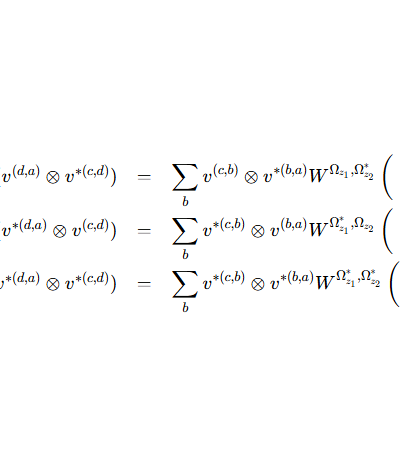 v^{(d,a)} ⊗ v^{*(c,d)}) = ∑_b v^{(c,b)} ⊗ v^{*(b,a)} W^{Ω_{z_1},Ω^*_{z_2}} (
v^{*(d,a)} ⊗ v^{(c,d)}) = ∑_b v^{*(c,b)} ⊗ v^{(b,a)} W^{Ω^*_{z_1},Ω_{z_2}} (
v^{*(d,a)} ⊗ v^{*(c,d)}) = ∑_b v^{*(c,b)} ⊗ v^{*(b,a)} W^{Ω^*_{z_1},Ω^*_{z_2}} (